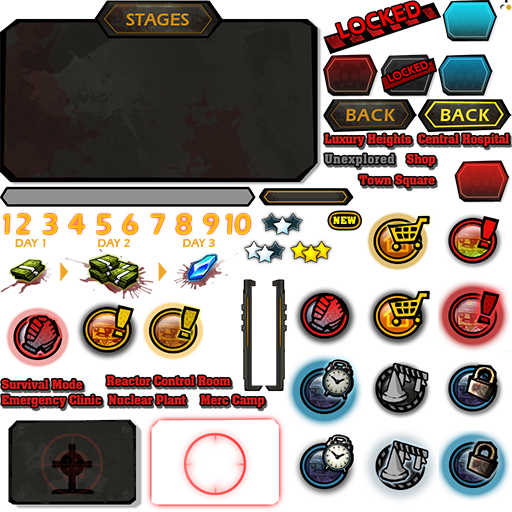 STAGES
LOCKED
LOCKED
BACK
BACK
Luxury Heights
Central Hospital
Unexplored
Shop
Town Square
1 2 3 4 5 6 7 8 9 10
NEW
DAY 1
DAY 2
DAY 3
Survival Mode
Reactor Control Room
Emergency Clinic
Nuclear Plant
Merc Camp